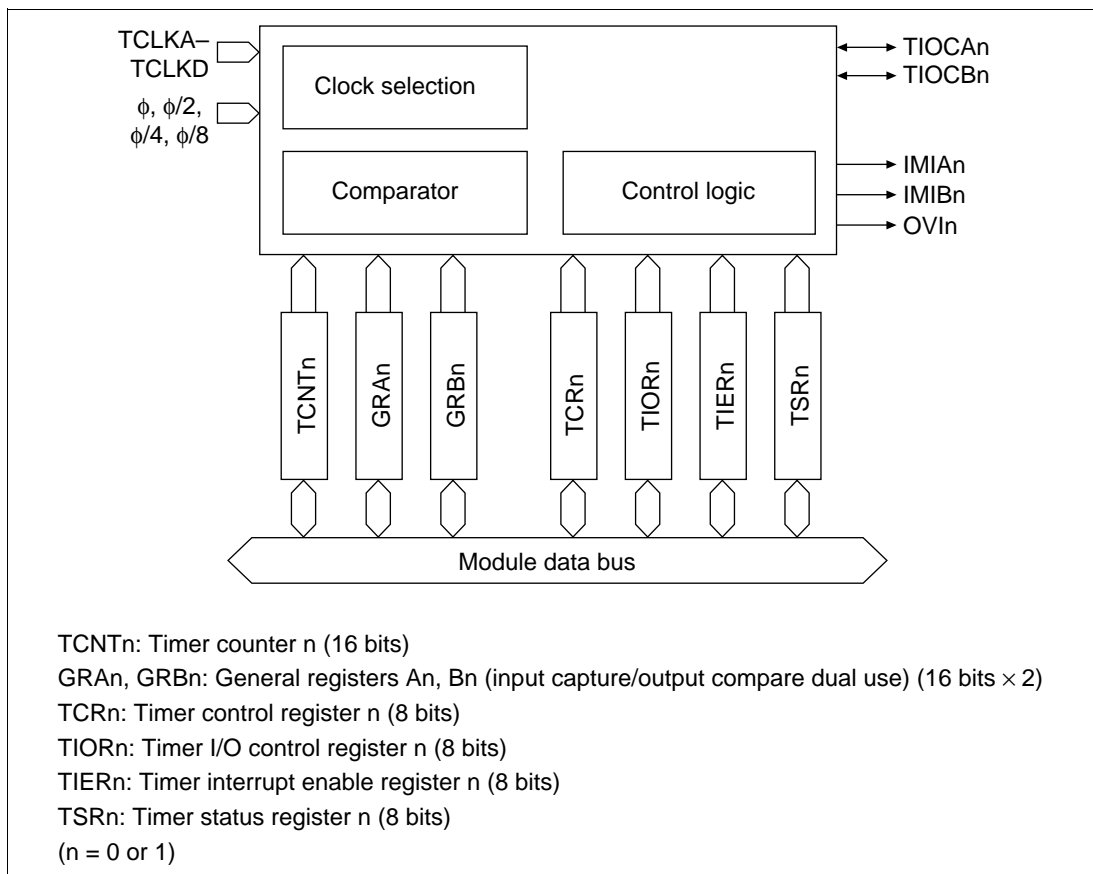 TCLKA–
TCLKD
ϕ, ϕ/2,
ϕ/4, ϕ/8
Clock selection
Comparator
Control logic
TIOCAn
TIOCBn
IMIAn
IMIBn
OVIn
TCNTn
GRAn
GRBn
TCRn
TIORn
TIERn
TSRn
Module data bus
TCNTn: Timer counter n (16 bits)
GRAn, GRBn: General registers An, Bn (input capture/output compare dual use) (16 bits × 2)
TCRn: Timer control register n (8 bits)
TIORn: Timer I/O control register n (8 bits)
TIERn: Timer interrupt enable register n (8 bits)
TSRn: Timer status register n (8 bits)
(n = 0 or 1)